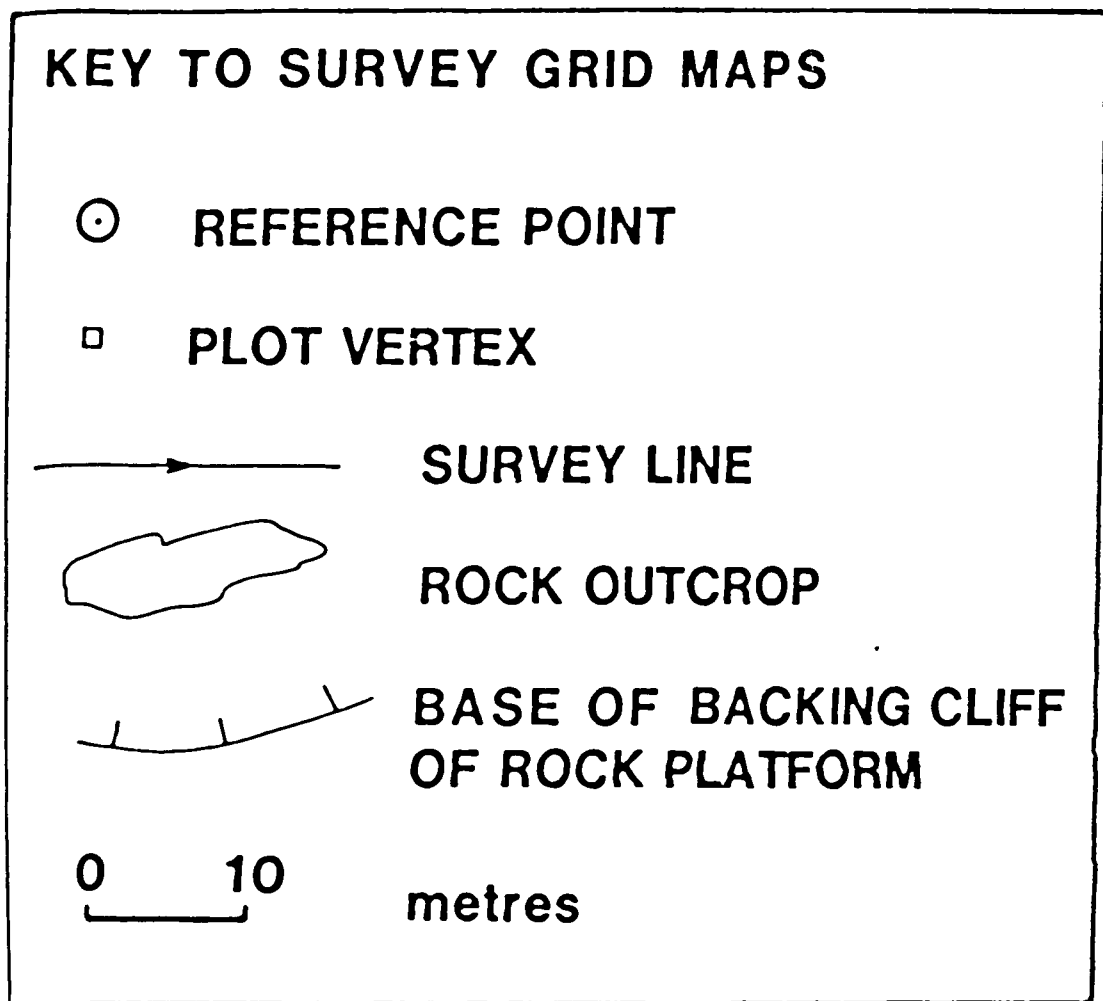 KEY TO SURVEY GRID MAPS
REFERENCE POINT
PLOT VERTEX
SURVEY LINE
ROCK OUTCROP
BASE OF BACKING CLIFF
OF ROCK PLATFORM
0 10
metres